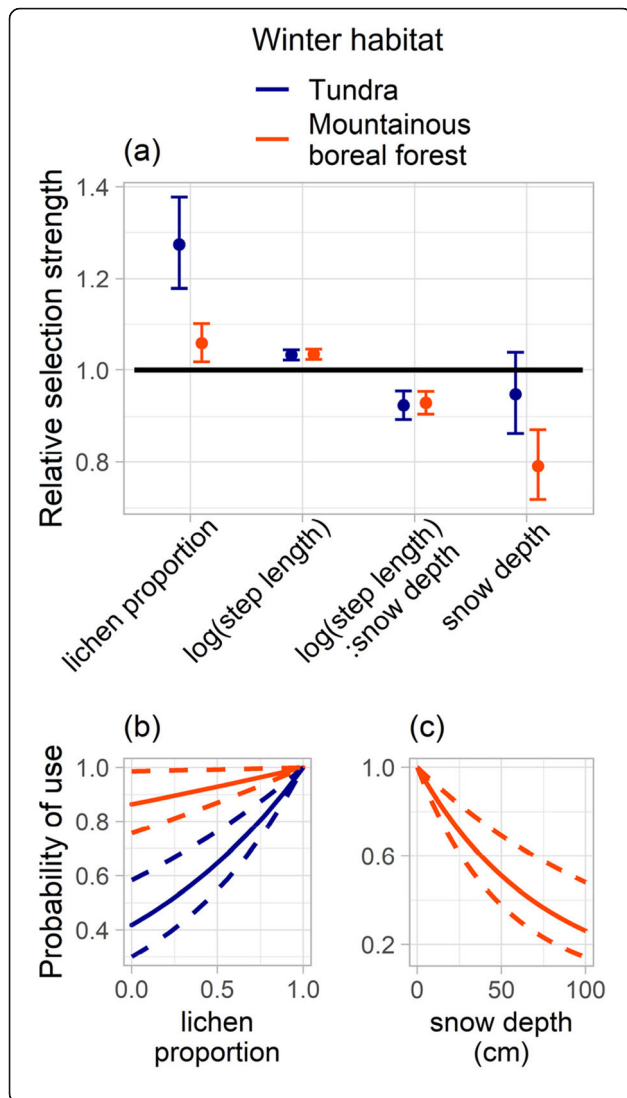 Winter habitat
Tundra
Mountainous
boreal forest
(a)
Relative selection strength
1.4
1.2
1.0
0.8
lichen proportion
log(step length)
log(step length)
:snow depth
snow depth
(b)
Probability of use
1.0
0.8
0.6
0.4
0.0
0.5
1.0
lichen
proportion
(c)
1.0
0.6
0.2
0
50
100
snow depth
(cm)